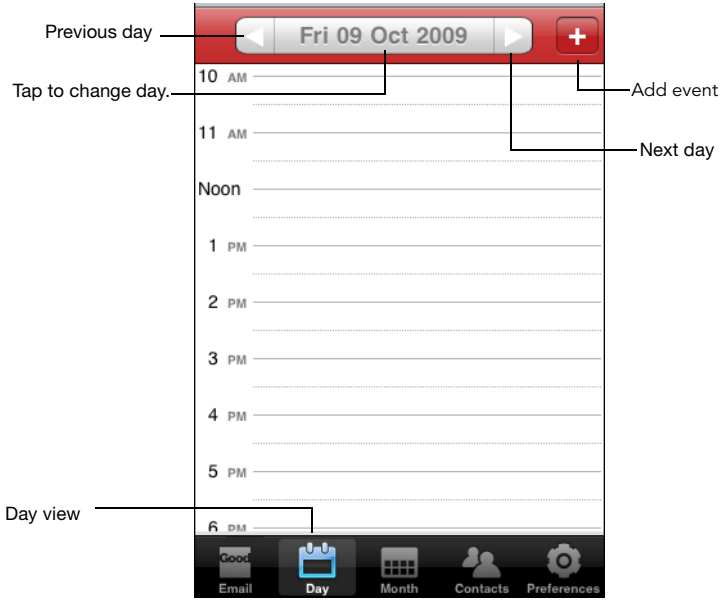 Previous day
Fri 09 Oct 2009
Tap to change day.
Add event
Next day
10 AM
11 AM
Noon
1 PM
2 PM
3 PM
4 PM
5 PM
6 PM
Day view
Good
Email
Day
Month
Contacts
Preferences